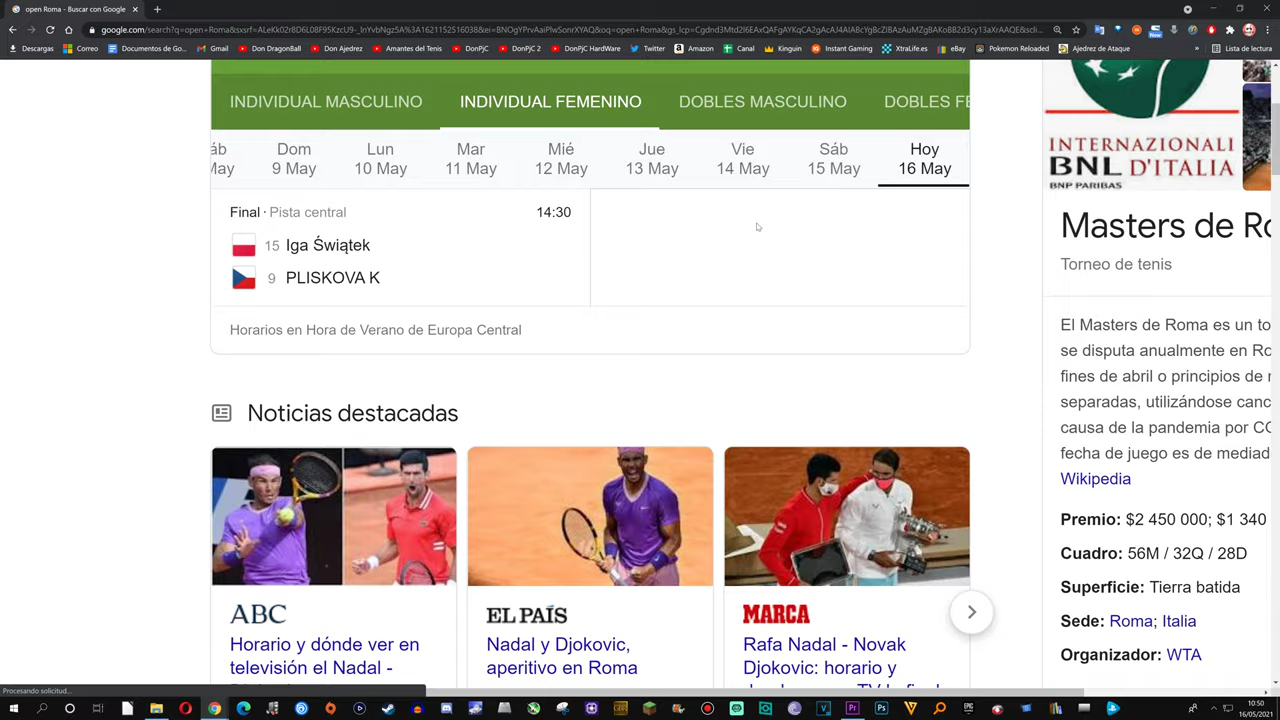 open Roma - Buscar con Google
Descargas
Correo
Documentos de Go...
Gmail
Don DragonBall
Don Ajedrez
Amantes del Tenis
DonPjC
DonPjC 2
DonPjC HardWare
Twitter
Amazon
Canal
Kinguin
Instant Gaming
XtraLife.es
eBay
Pokemon Reloaded
Ajedrez de Ataque
»
Lista de lectura
INDIVIDUAL MASCULINO
INDIVIDUAL FEMENINO
DOBLES MASCULINO
DOBLES FE
áb
May
Dom
9 May
Lun
10 May
Mar
11 May
Mié
12 May
Jue
13 May
Vie
14 May
Sáb
15 May
Hoy
16 May
Final · Pista central
14:30
15 Iga Świątek
9 PLISKOVA K
Horarios en Hora de Verano de Europa Central
Noticias destacadas
ABC
Horario y dónde ver en
televisión el Nadal -
EL PAÍS
Nadal y Djokovic,
aperitivo en Roma
MARCA
Rafa Nadal - Novak
Djokovic: horario y
INTERNAZIONALI
BNL D'ITALIA
BNP PARIBAS
Masters de Ro
Torneo de tenis
El Masters de Roma es un to
se disputa anualmente en Ro
fines de abril o principios de m
separadas, utilizándose canc
causa de la pandemia por CO
fecha de juego es de mediad
Wikipedia
Premio: $2 450 000; $1 340
Cuadro: 56M / 32Q / 28D
Superficie: Tierra batida
Sede: Roma; Italia
Organizador: WTA
Procesando solicitud...
10:50
16/05/2021